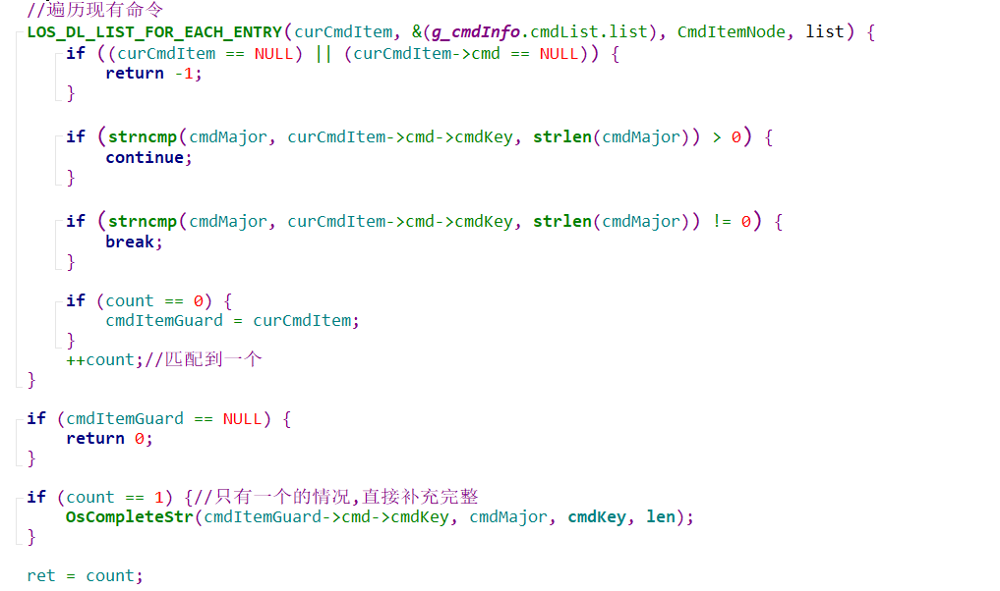 //遍历现有命令
LOS_DL_LIST_FOR_EACH_ENTRY(curCmdItem, &(g_cmdInfo.cmdList.list), CmdItemNode, list) {
    if ((curCmdItem == NULL) || (curCmdItem->cmd == NULL)) {
        return -1;
    }

    if (strncmp(cmdMajor, curCmdItem->cmd->cmdKey, strlen(cmdMajor)) > 0) {
        continue;
    }

    if (strncmp(cmdMajor, curCmdItem->cmd->cmdKey, strlen(cmdMajor)) != 0) {
        break;
    }

    if (count == 0) {
        cmdItemGuard = curCmdItem;
    }
    ++count;//匹配到一个
}

if (cmdItemGuard == NULL) {
    return 0;
}

if (count == 1) {//只有一个的情况,直接补充完整
    OsCompleteStr(cmdItemGuard->cmd->cmdKey, cmdMajor, cmdKey, len);
}

ret = count;